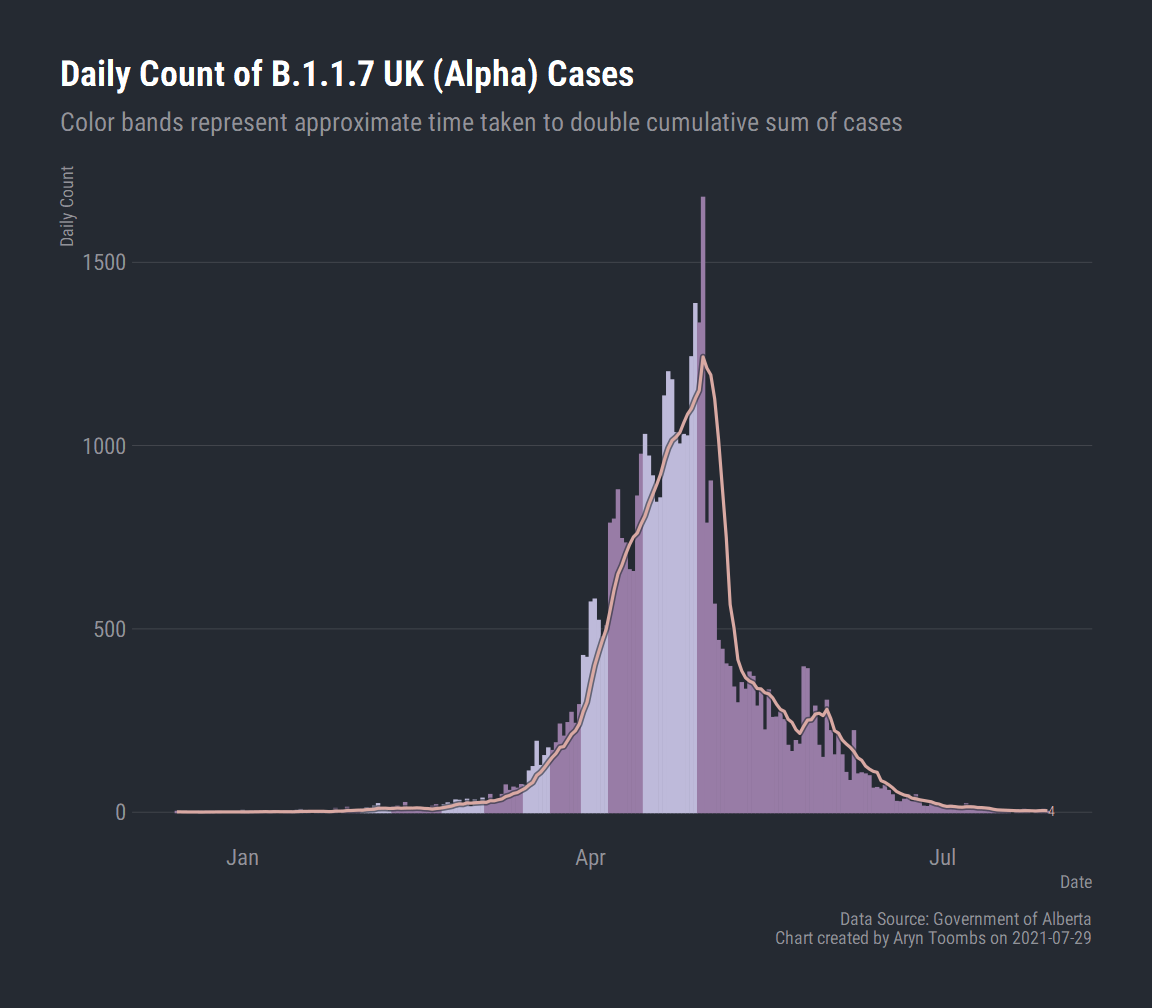 Daily Count of B.1.1.7 UK (Alpha) Cases
Color bands represent approximate time taken to double cumulative sum of cases
Daily Count
1500
1000
500
0
4
Jan Apr Jul
Date
Data Source: Government of Alberta
Chart created by Aryn Toombs on 2021-07-29